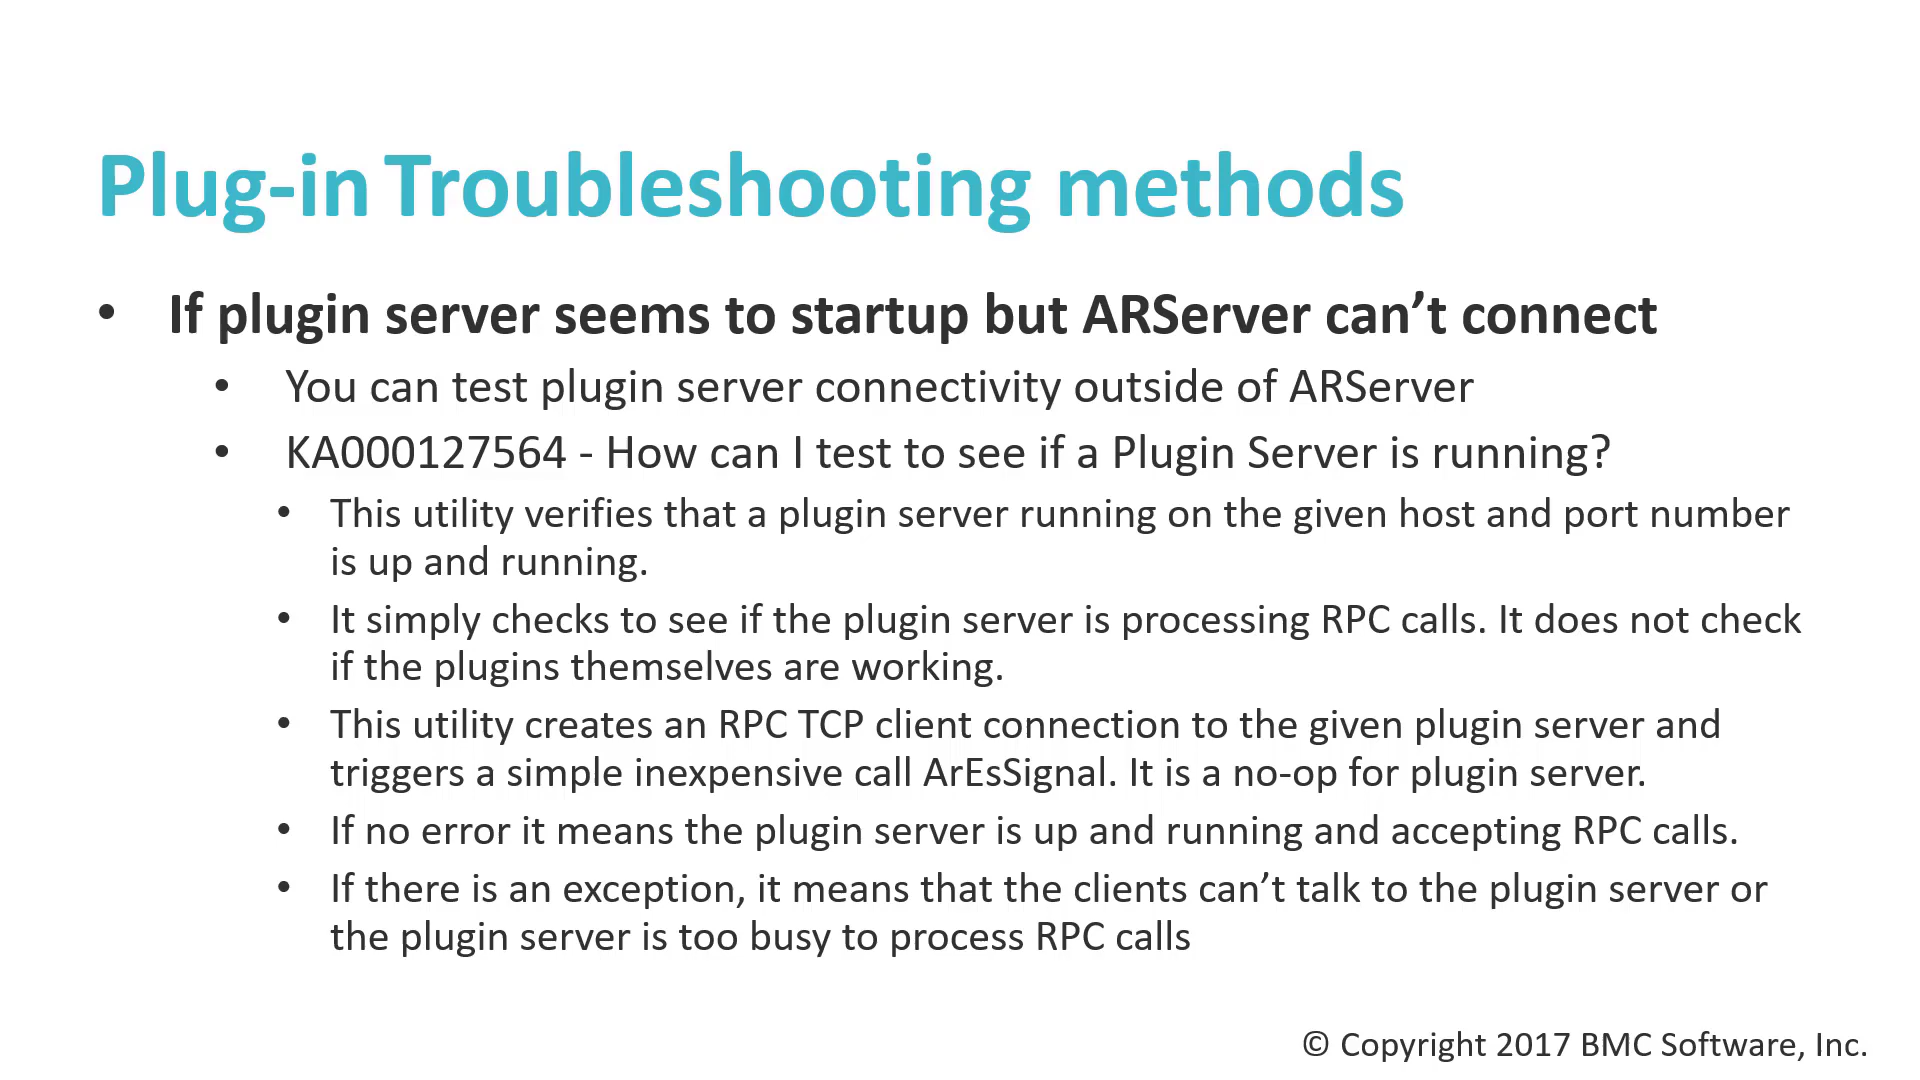 Plug-in Troubleshooting methods
• If plugin server seems to startup but ARServer can’t connect
• You can test plugin server connectivity outside of ARServer
• KA000127564 - How can I test to see if a Plugin Server is running?
• This utility verifies that a plugin server running on the given host and port number
is up and running.
• It simply checks to see if the plugin server is processing RPC calls. It does not check
if the plugins themselves are working.
• This utility creates an RPC TCP client connection to the given plugin server and
triggers a simple inexpensive call ArEsSignal. It is a no-op for plugin server.
• If no error it means the plugin server is up and running and accepting RPC calls.
• If there is an exception, it means that the clients can’t talk to the plugin server or
the plugin server is too busy to process RPC calls
© Copyright 2017 BMC Software, Inc.